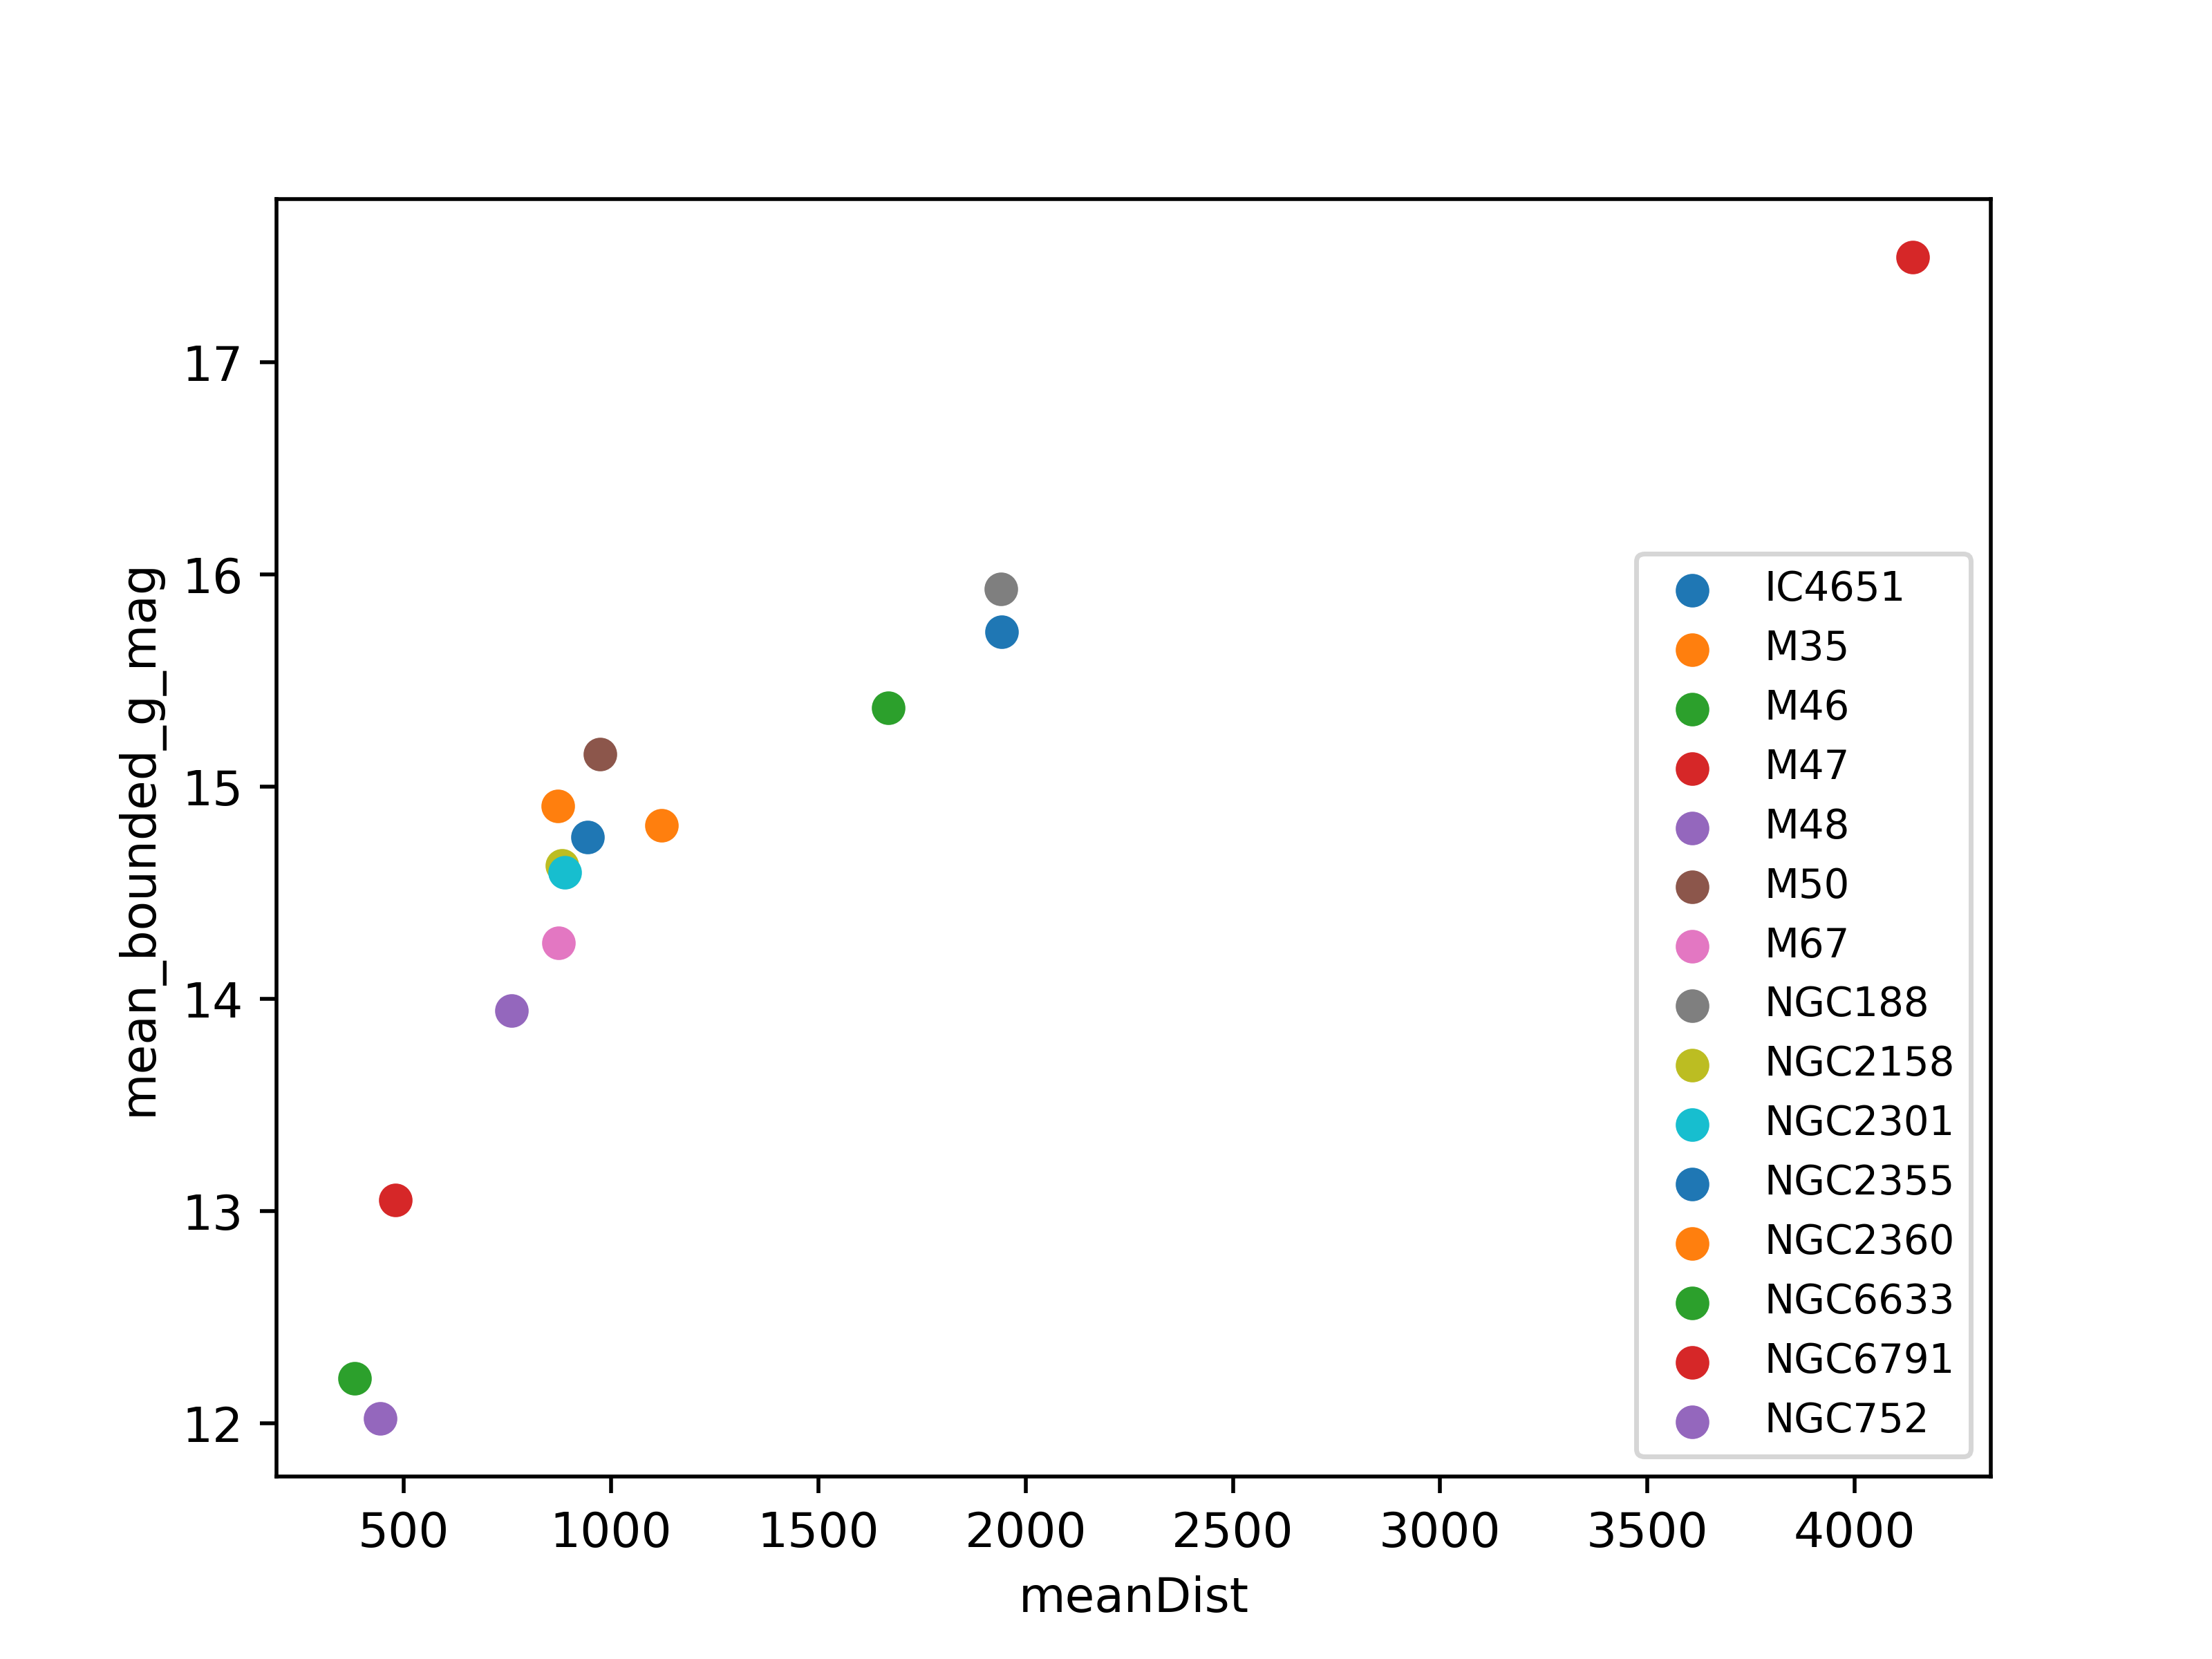 mean_bounded_g_mag
17
16
15
14
13
12
500 1000 1500 2000 2500 3000 3500 4000
meanDist
IC4651
M35
M46
M47
M48
M50
M67
NGC188
NGC2158
NGC2301
NGC2355
NGC2360
NGC6633
NGC6791
NGC752